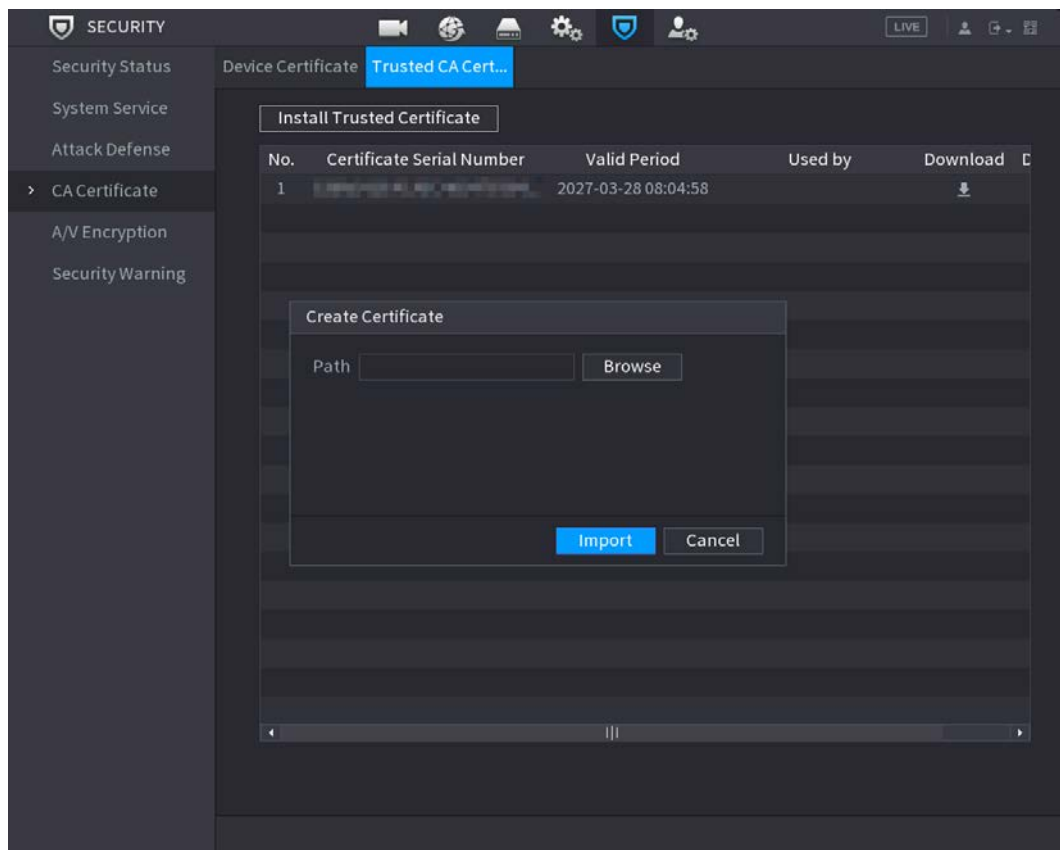 SECURITY
LIVE
Security Status
System Service
Attack Defense
CA Certificate
A/V Encryption
Security Warning
Device Certificate Trusted CA Cert...
Install Trusted Certificate
No. Certificate Serial Number Valid Period Used by Download D
1 2027-03-28 08:04:58
Create Certificate
Path Browse
Import Cancel